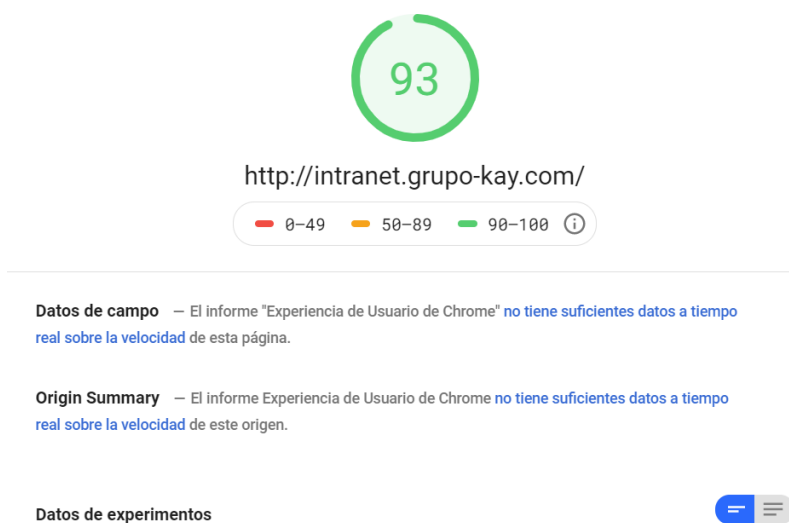 93
http://intranet.grupo-kay.com/
0–49 50–89 90–100
Datos de campo — El informe "Experiencia de Usuario de Chrome" no tiene suficientes datos a tiempo
real sobre la velocidad de esta página.
Origin Summary — El informe Experiencia de Usuario de Chrome no tiene suficientes datos a tiempo
real sobre la velocidad de este origen.
Datos de experimentos